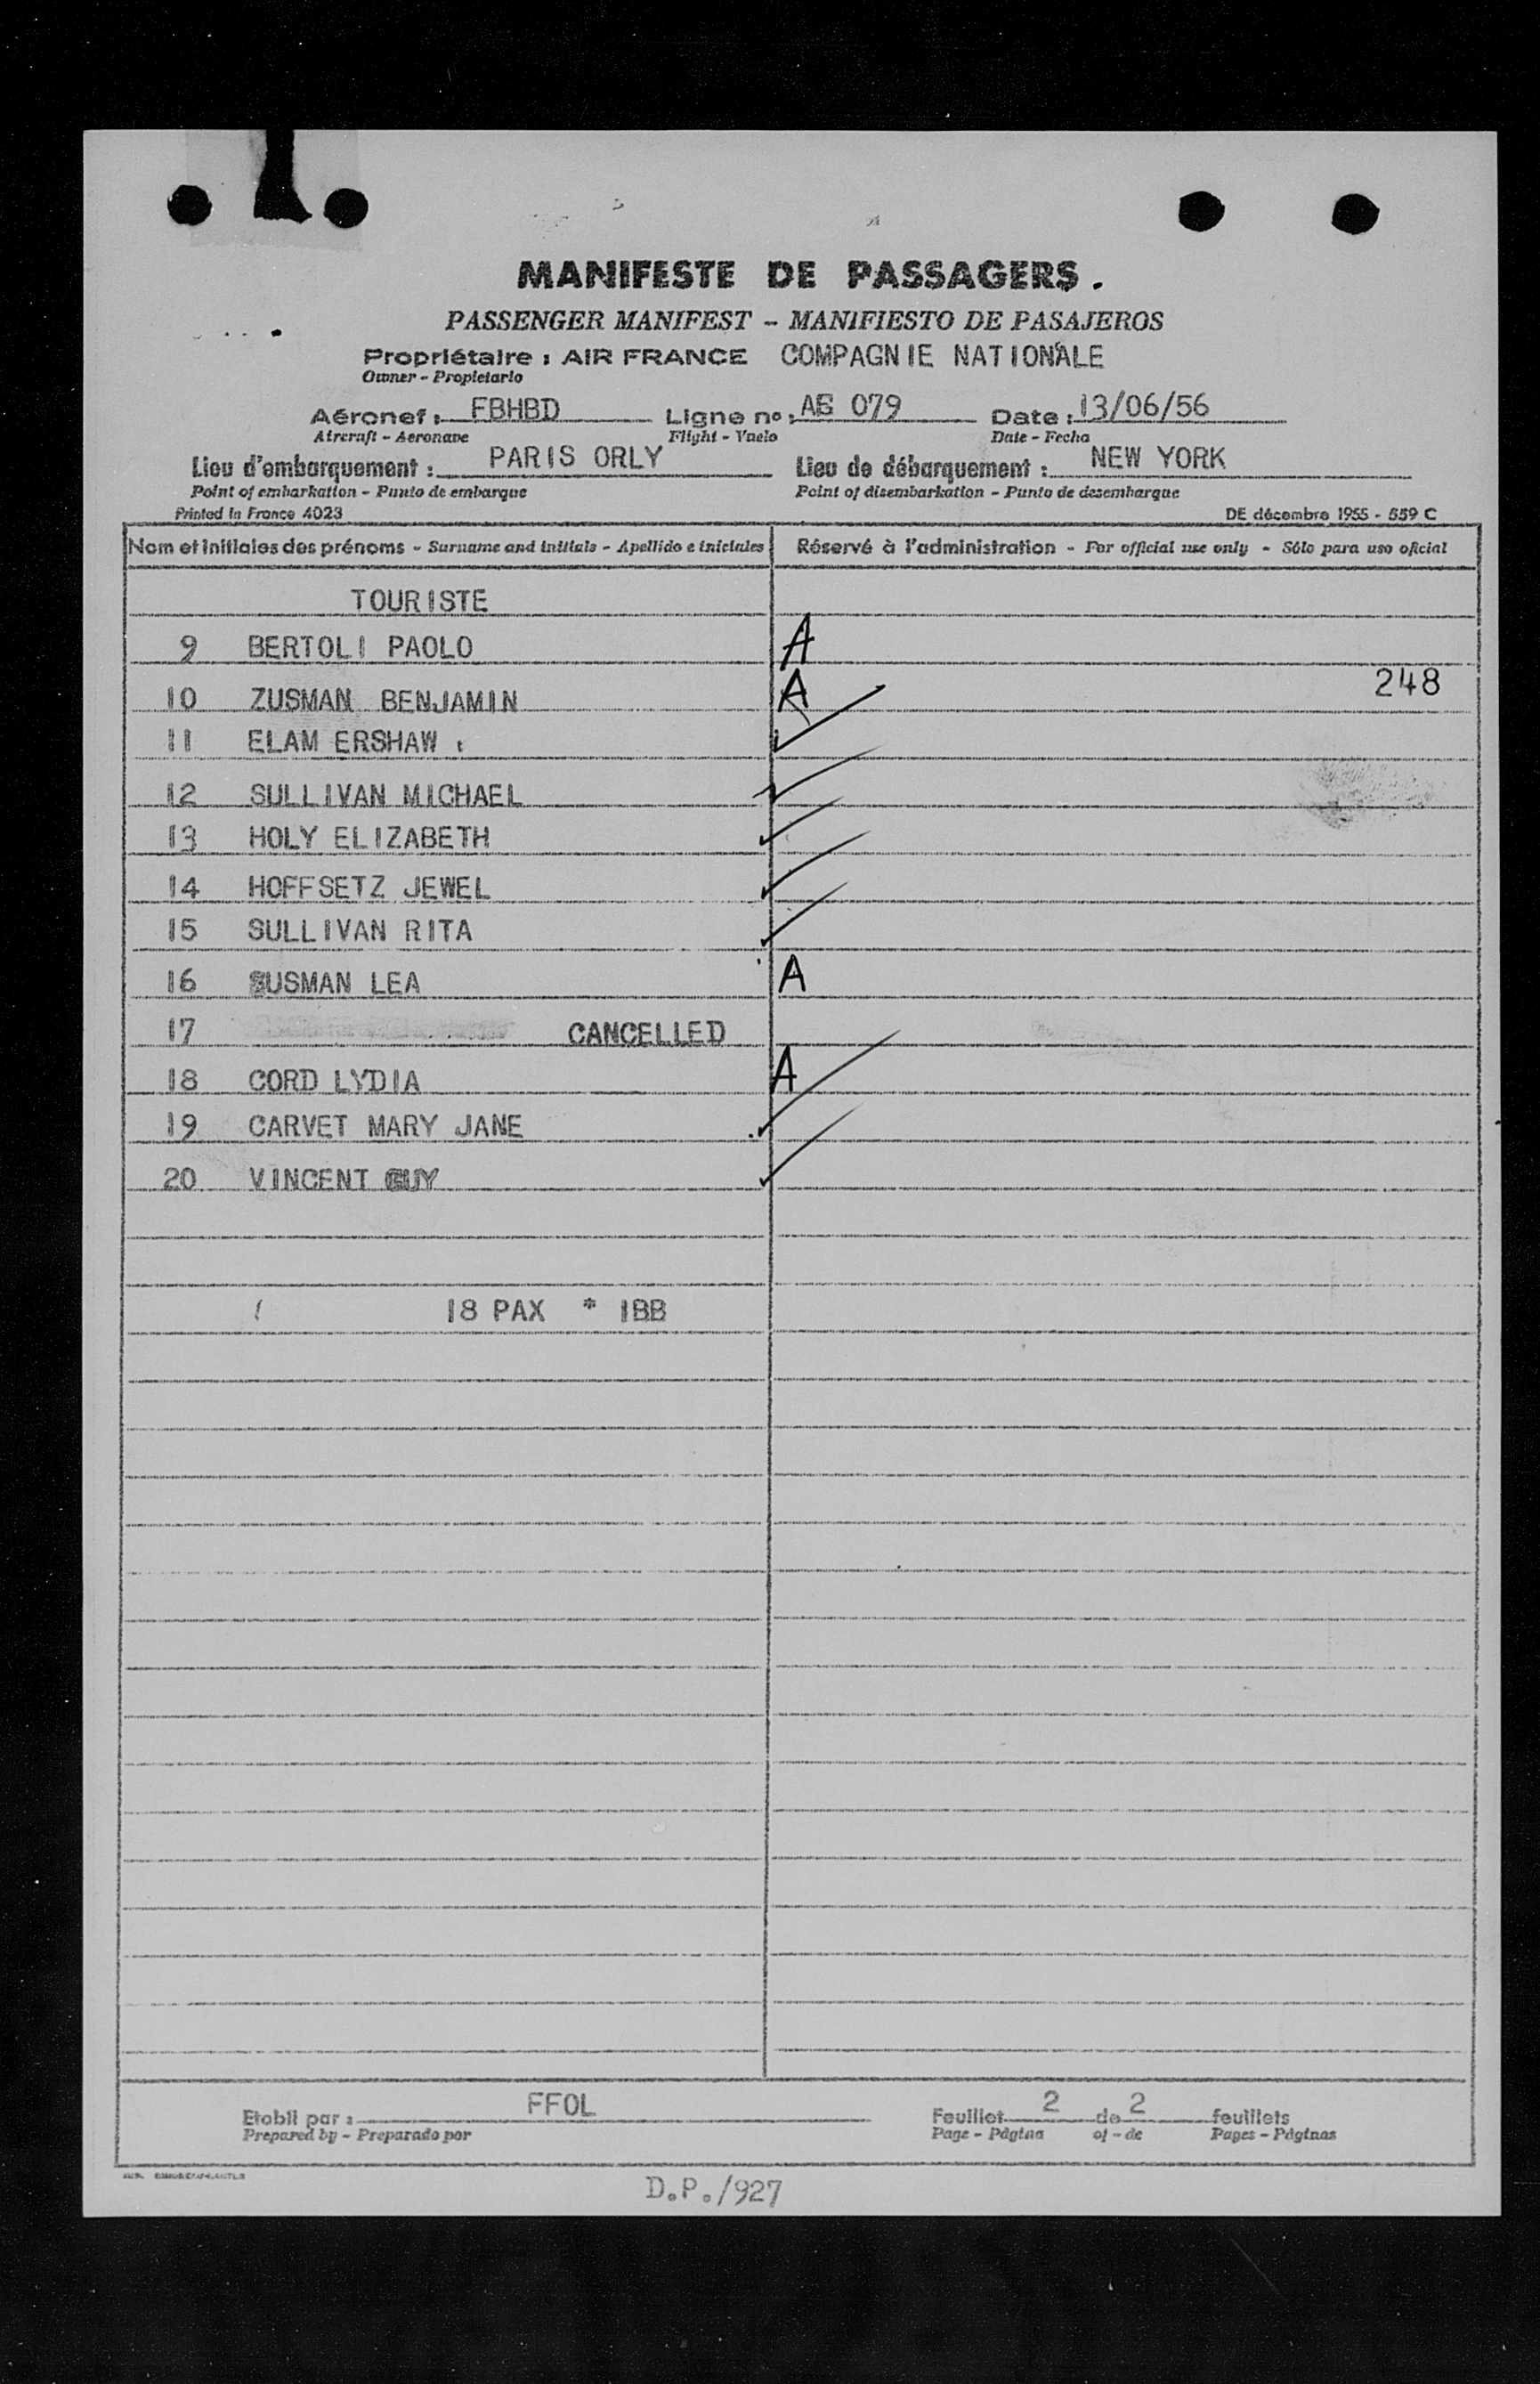 MANIFESTE DE PASSAGERS.
PASSENGER MANIFEST - MANIFIESTO DE PASAJEROS
Propriétaire : AIR FRANCE COMPAGNIE NATIONALE
Owner - Propietario
Aéronef : FBHBD Ligne no : 079 Date : 13/06/56
Aircraft - Aeronave Flight - Vuelo Date - Fecha
Lieu d'embarquement : PARIS ORLY Lieu de débarquement : NEW YORK
Point of embarkation - Punto de embarque Point of disembarkation - Punto de desembarque
Printed in France 4023 DE décembre 1955 - 559 C
Nom et initiales des prénoms - Surname and initials - Apellido e iniciales Réservé à l'administration - For official use only - Sólo para uso oficial
TOURISTE
9 BERTOLI PAOLO A
10 ZUSMAN BENJAMIN A 248
11 ELAM ERSHAW
12 SULLIVAN MICHAEL
13 HOLY ELIZABETH
14 HOFFSETZ JEWEL
15 SULLIVAN RITA
16 LEA A
17 CANCELLED
18 CORD LYDIA A
19 CARVET MARY JANE
20 VINCENT GUY
18 PAX * 1BB
Etabli par : FFOL Feuillet 2 de 2 feuillets
Prepared by - Preparado por Page - Página of - de Pages - Páginas
D.P./927